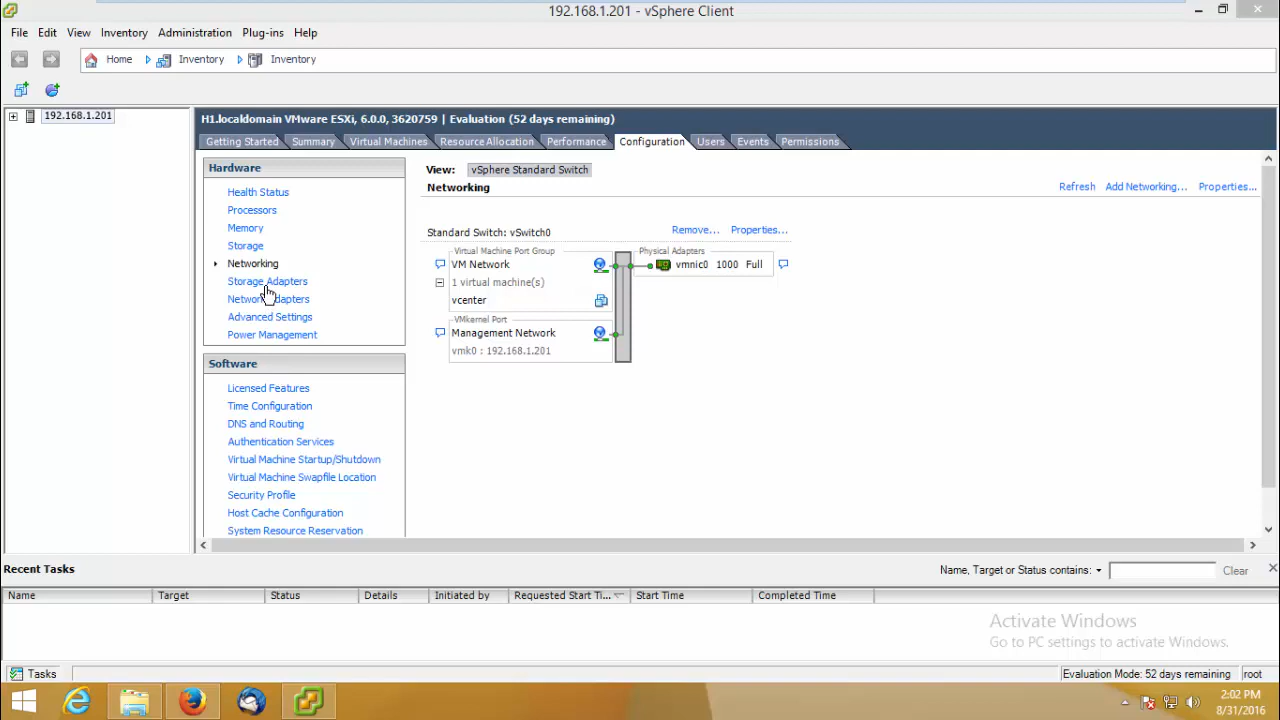 192.168.1.201 - vSphere Client
File Edit View Inventory Administration Plug-ins Help
Home Inventory Inventory
192.168.1.201
H1.localdomain VMware ESXi, 6.0.0, 3620759 | Evaluation (52 days remaining)
Getting Started Summary Virtual Machines Resource Allocation Performance Configuration Users Events Permissions
Hardware
Health Status
Processors
Memory
Storage
Networking
Storage Adapters
Network Adapters
Advanced Settings
Power Management
Software
Licensed Features
Time Configuration
DNS and Routing
Authentication Services
Virtual Machine Startup/Shutdown
Virtual Machine Swapfile Location
Security Profile
Host Cache Configuration
System Resource Reservation
View: vSphere Standard Switch
Networking
Refresh Add Networking... Properties...
Standard Switch: vSwitch0 Remove... Properties...
Virtual Machine Port Group
VM Network
1 virtual machine(s)
vcenter
VMkernel Port
Management Network
vmk0 : 192.168.1.201
Physical Adapters
vmnic0 1000 Full
Recent Tasks
Name, Target or Status contains: Clear
Name Target Status Details Initiated by Requested Start Ti... Start Time Completed Time
Activate Windows
Go to PC settings to activate Windows.
Tasks Evaluation Mode: 52 days remaining root
2:02 PM
8/31/2016